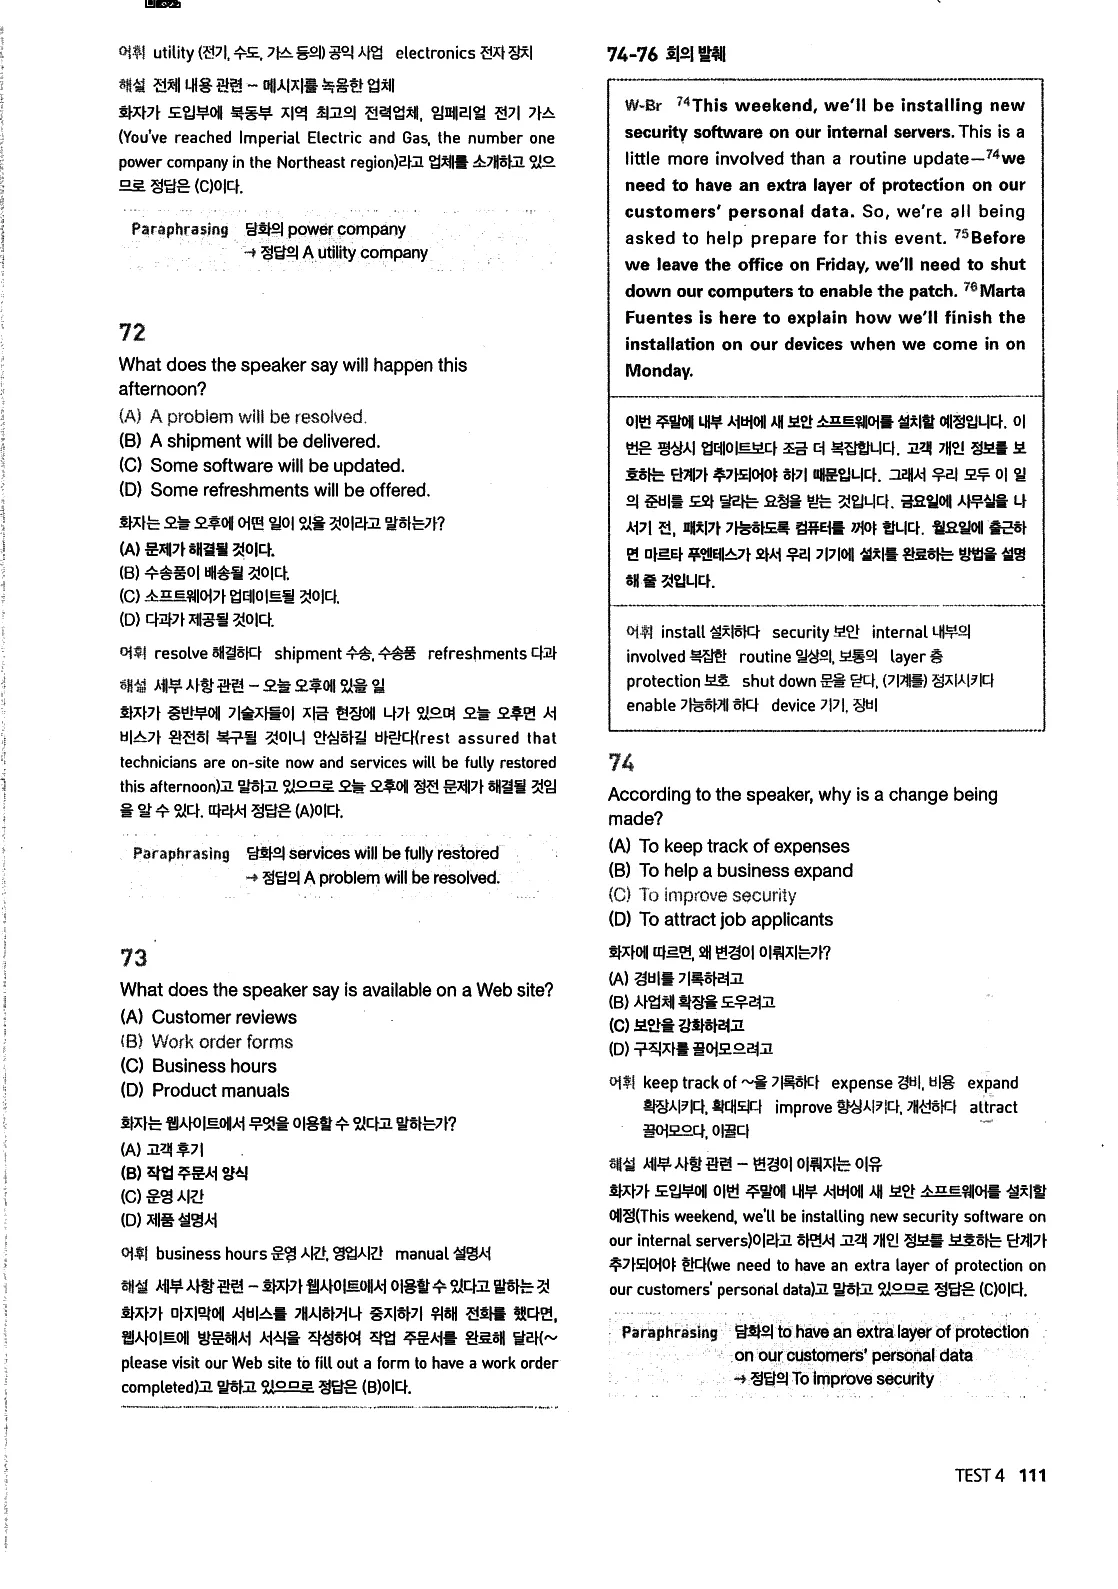 어휘 utility (전기, 수도, 가스 등의) 공익 사업 electronics 전자 장치
해설 전체 내용 관련 – 메시지를 녹음한 업체
화자가 도입부에 북동부 지역 최고의 전력업체, 임페리얼 전기 가스
(You've reached Imperial Electric and Gas, the number one
power company in the Northeast region)라고 업체를 소개하고 있으
므로 정답은 (C)이다.
Paraphrasing 담화의 power company
→ 정답의 A utility company
72
What does the speaker say will happen this
afternoon?
(A) A problem will be resolved.
(B) A shipment will be delivered.
(C) Some software will be updated.
(D) Some refreshments will be offered.
화자는 오늘 오후에 어떤 일이 있을 것이라고 말하는가?
(A) 문제가 해결될 것이다.
(B) 수송품이 배송될 것이다.
(C) 소프트웨어가 업데이트될 것이다.
(D) 다과가 제공될 것이다.
어휘 resolve 해결하다 shipment 수송, 수송품 refreshments 다과
해설 세부 사항 관련 – 오늘 오후에 있을 일
화자가 중반부에 기술자들이 지금 현장에 나가 있으며 오늘 오후면 서
비스가 완전히 복구될 것이니 안심하길 바란다(rest assured that
technicians are on-site now and services will be fully restored
this afternoon)고 말하고 있으므로 오늘 오후에 정전 문제가 해결될 것임
을 알 수 있다. 따라서 정답은 (A)이다.
Paraphrasing 담화의 services will be fully restored
→ 정답의 A problem will be resolved.
73
What does the speaker say is available on a Web site?
(A) Customer reviews
(B) Work order forms
(C) Business hours
(D) Product manuals
화자는 웹사이트에서 무엇을 이용할 수 있다고 말하는가?
(A) 고객 후기
(B) 작업 주문서 양식
(C) 운영 시간
(D) 제품 설명서
어휘 business hours 운영 시간, 영업시간 manual 설명서
해설 세부 사항 관련 – 화자가 웹사이트에서 이용할 수 있다고 말하는 것
화자가 마지막에 서비스를 개시하거나 중지하기 위해 전화를 했다면,
웹사이트에 방문해서 서식을 작성하여 작업 주문서를 완료해 달라(~
please visit our Web site to fill out a form to have a work order
completed)고 말하고 있으므로 정답은 (B)이다.
74-76 회의 발췌
W-Br 74This weekend, we'll be installing new
security software on our internal servers. This is a
little more involved than a routine update—74we
need to have an extra layer of protection on our
customers' personal data. So, we're all being
asked to help prepare for this event. 75Before
we leave the office on Friday, we'll need to shut
down our computers to enable the patch. 76Marta
Fuentes is here to explain how we'll finish the
installation on our devices when we come in on
Monday.
이번 주말에 내부 서버에 새 보안 소프트웨어를 설치할 예정입니다. 이
번은 평상시 업데이트보다 조금 더 복잡합니다. 고객 개인 정보를 보
호하는 단계가 추가되어야 하기 때문입니다. 그래서 우리 모두 이 일
의 준비를 도와 달라는 요청을 받는 것입니다. 금요일에 사무실을 나
서기 전, 패치가 가능하도록 컴퓨터를 꺼야 합니다. 월요일에 출근하
면 마르타 푸엔테스가 와서 우리 기기에 설치를 완료하는 방법을 설명
해 줄 것입니다.
어휘 install 설치하다 security 보안 internal 내부의
involved 복잡한 routine 일상의, 보통의 layer 층
protection 보호 shut down 문을 닫다, (기계를) 정지시키다
enable 가능하게 하다 device 기기, 장비
74
According to the speaker, why is a change being
made?
(A) To keep track of expenses
(B) To help a business expand
(C) To improve security
(D) To attract job applicants
화자에 따르면, 왜 변경이 이뤄지는가?
(A) 경비를 기록하려고
(B) 사업체 확장을 도우려고
(C) 보안을 강화하려고
(D) 구직자를 끌어모으려고
어휘 keep track of ~을 기록하다 expense 경비, 비용 expand
확장시키다, 확대되다 improve 향상시키다, 개선하다 attract
끌어모으다, 이끌다
해설 세부 사항 관련 – 변경이 이뤄지는 이유
화자가 도입부에 이번 주말에 내부 서버에 새 보안 소프트웨어를 설치할
예정(This weekend, we'll be installing new security software on
our internal servers)이라고 하면서 고객 개인 정보를 보호하는 단계가
추가되어야 한다(we need to have an extra layer of protection on
our customers' personal data)고 말하고 있으므로 정답은 (C)이다.
Paraphrasing 담화의 to have an extra layer of protection
on our customers' personal data
→ 정답의 To improve security
TEST 4 111